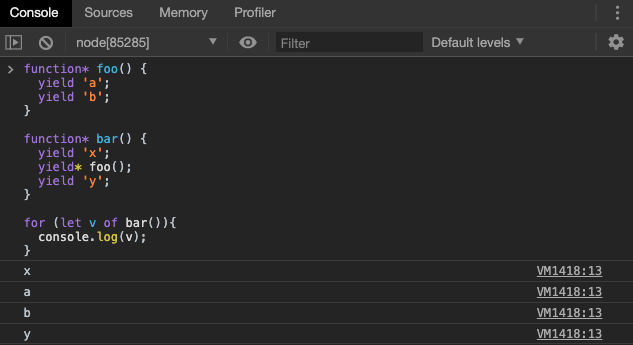 Console Sources Memory Profiler
node[85285] Filter Default levels
function* foo() {
  yield 'a';
  yield 'b';
}
function* bar() {
  yield 'x';
  yield* foo();
  yield 'y';
}
for (let v of bar()){
  console.log(v);
}
x VM1418:13
a VM1418:13
b VM1418:13
y VM1418:13